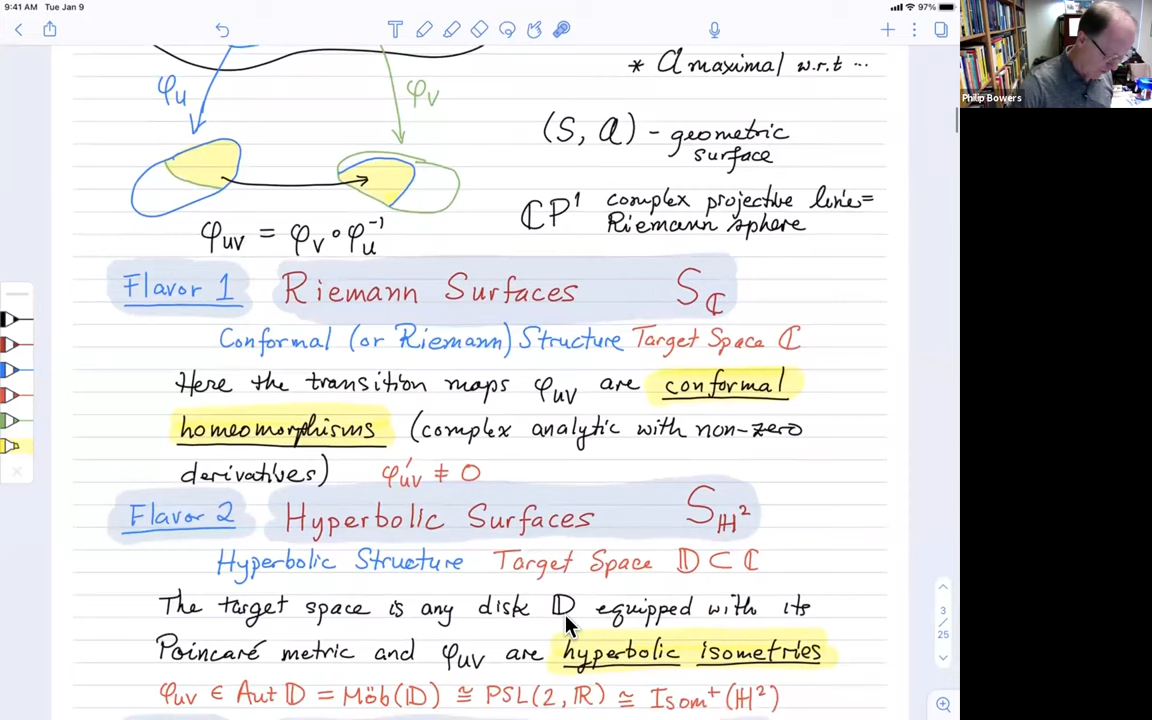 9:41 AM Tue Jan 9
97%
Philip Bowers
* A maximal w.r.t ...
φu
φv
(S, A) - geometric
surface
ℂP¹ complex projective line =
Riemann sphere
φuv = φv ∘ φu⁻¹
Flavor 1 Riemann Surfaces Sℂ
Conformal (or Riemann) Structure Target Space ℂ
Here the transition maps φuv are conformal
homeomorphisms (complex analytic with non-zero
derivatives) φ'uv ≠ 0
Flavor 2 Hyperbolic Surfaces Sℍ²
Hyperbolic Structure Target Space 𝔻 ⊂ ℂ
The target space is any disk 𝔻 equipped with its
Poincaré metric and φuv are hyperbolic isometries
φuv ∈ Aut 𝔻 = Möb(𝔻) ≅ PSL(2, ℝ) ≅ Isom⁺(ℍ²)
3
/
25